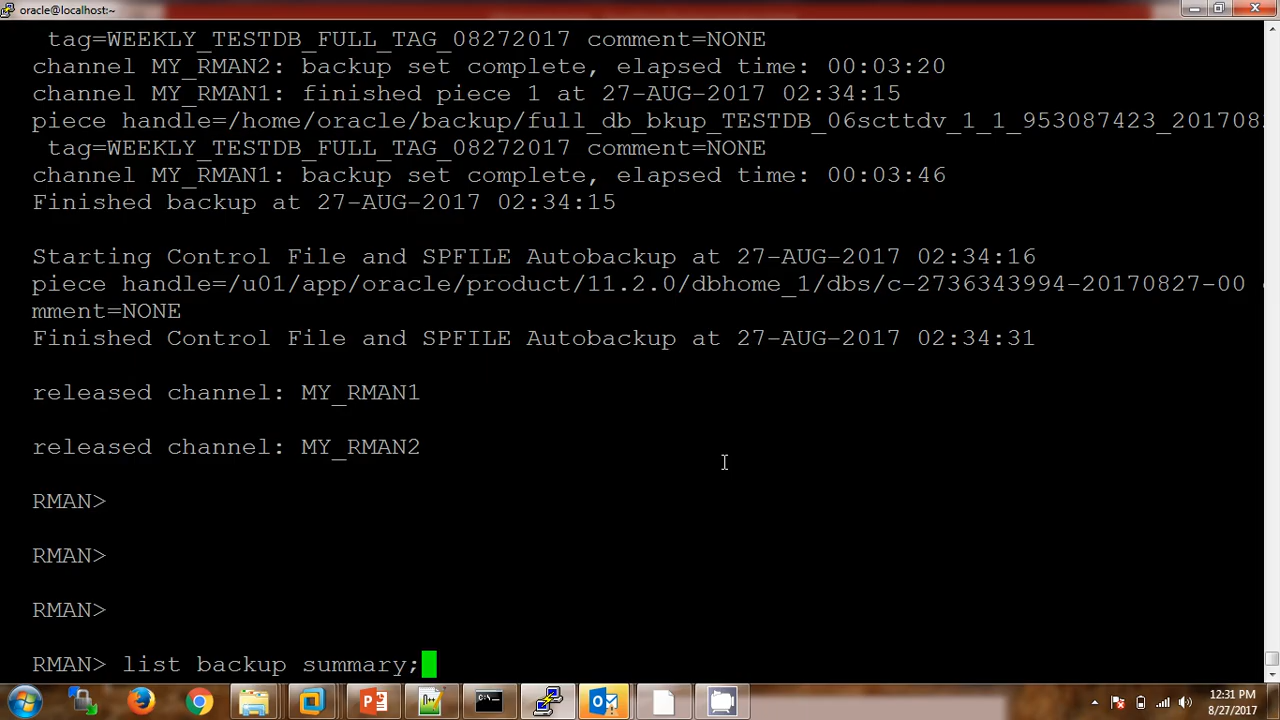 oracle@localhost:~
tag=WEEKLY_TESTDB_FULL_TAG_08272017 comment=NONE
channel MY_RMAN2: backup set complete, elapsed time: 00:03:20
channel MY_RMAN1: finished piece 1 at 27-AUG-2017 02:34:15
piece handle=/home/oracle/backup/full_db_bkup_TESTDB_06scttdv_1_1_953087423_201708
tag=WEEKLY_TESTDB_FULL_TAG_08272017 comment=NONE
channel MY_RMAN1: backup set complete, elapsed time: 00:03:46
Finished backup at 27-AUG-2017 02:34:15
Starting Control File and SPFILE Autobackup at 27-AUG-2017 02:34:16
piece handle=/u01/app/oracle/product/11.2.0/dbhome_1/dbs/c-2736343994-20170827-00
mment=NONE
Finished Control File and SPFILE Autobackup at 27-AUG-2017 02:34:31
released channel: MY_RMAN1
released channel: MY_RMAN2
RMAN>
RMAN>
RMAN>
RMAN> list backup summary;
12:31 PM
8/27/2017